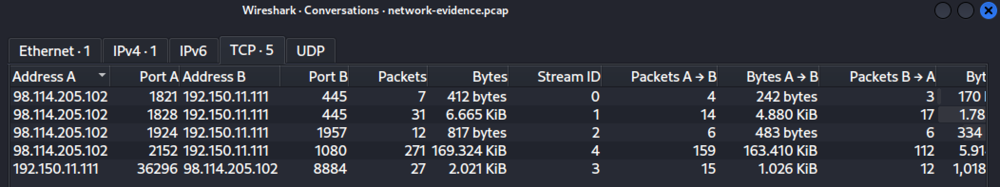 Wireshark · Conversations · network-evidence.pcap
Ethernet · 1 IPv4 · 1 IPv6 TCP · 5 UDP
Address A Port A Address B Port B Packets Bytes Stream ID Packets A → B Bytes A → B Packets B → A Byt
98.114.205.102 1821 192.150.11.111 445 7 412 bytes 0 4 242 bytes 3 170
98.114.205.102 1828 192.150.11.111 445 31 6.665 KiB 1 14 4.880 KiB 17 1.78
98.114.205.102 1924 192.150.11.111 1957 12 817 bytes 2 6 483 bytes 6 334
98.114.205.102 2152 192.150.11.111 1080 271 169.324 KiB 4 159 163.410 KiB 112 5.91
192.150.11.111 36296 98.114.205.102 8884 27 2.021 KiB 3 15 1.026 KiB 12 1,018